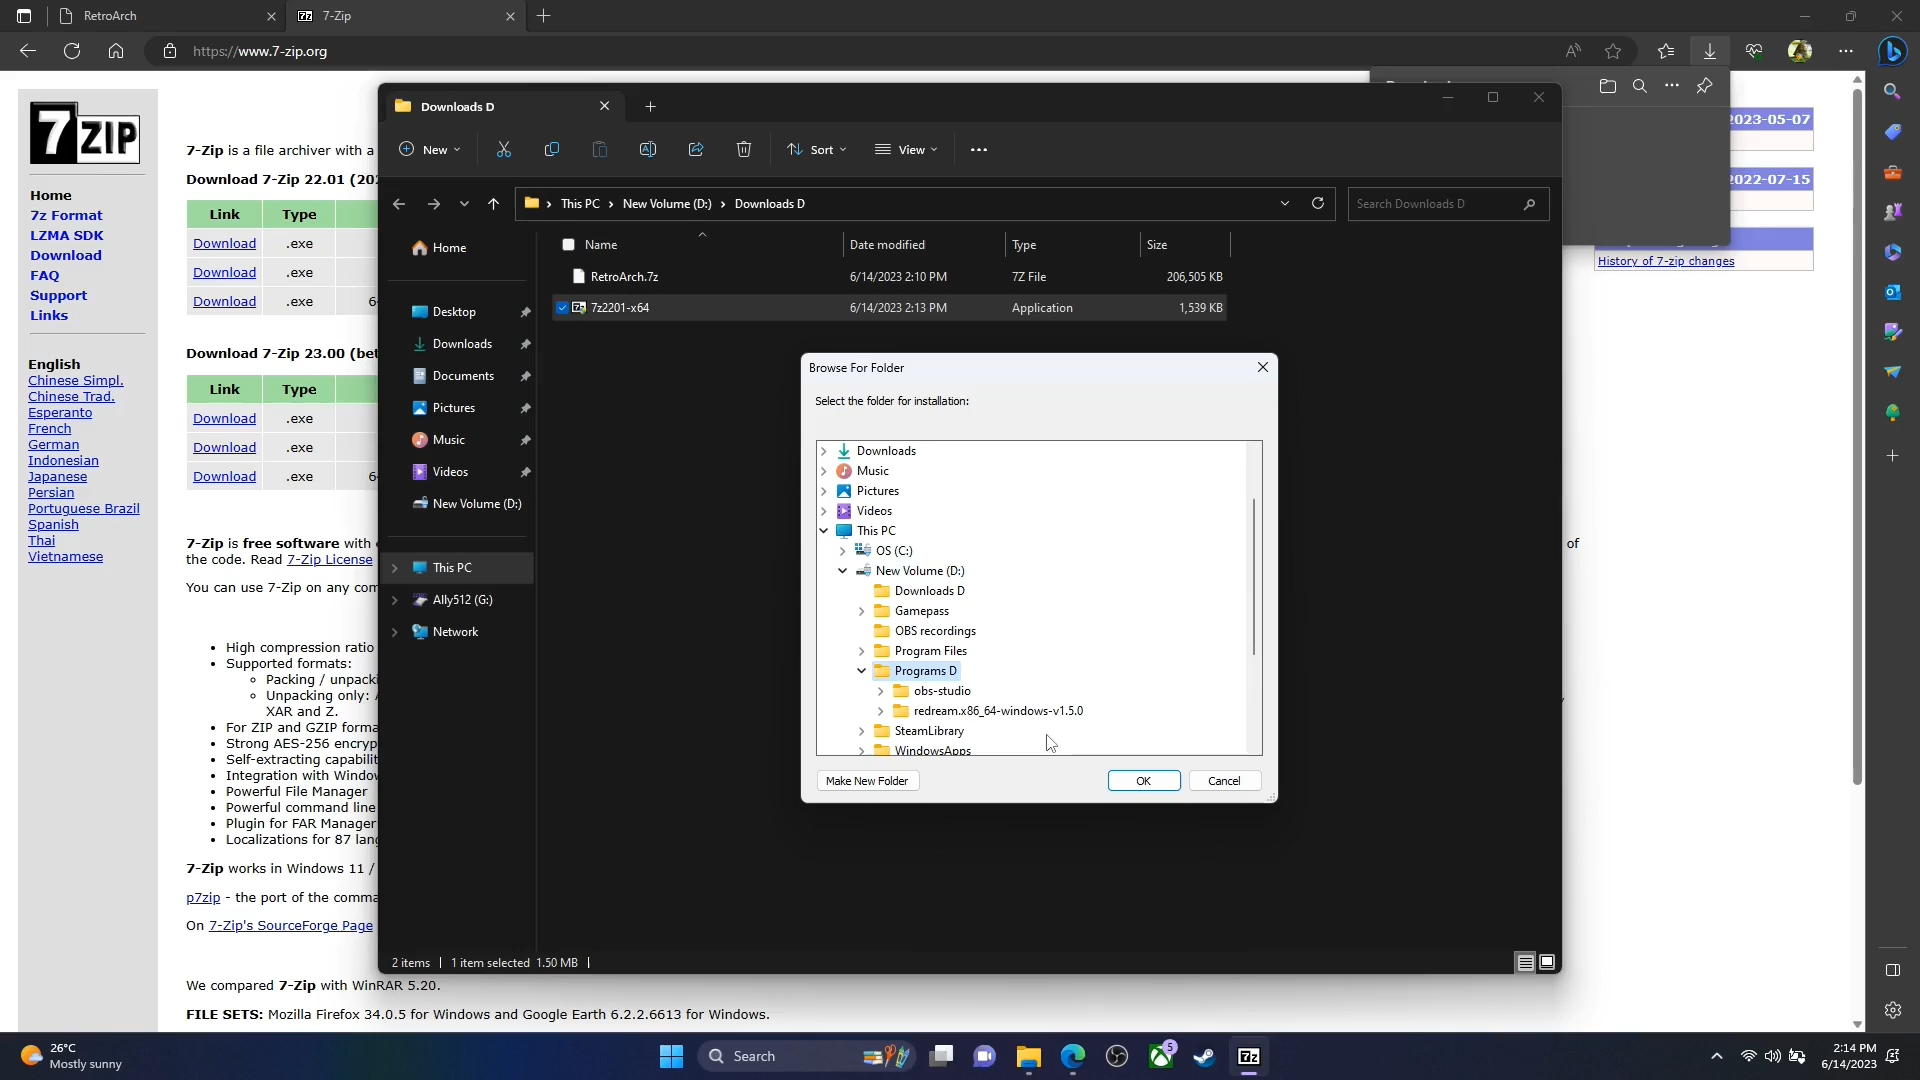 RetroArch
7-Zip
https://www.7-zip.org
7ZIP
Home
7z Format
LZMA SDK
Download
FAQ
Support
Links
English
Chinese Simpl.
Chinese Trad.
Esperanto
French
German
Indonesian
Japanese
Persian
Portuguese Brazil
Spanish
Thai
Vietnamese
7-Zip is a file archiver with a
Download 7-Zip 22.01 (202
Link Type
Download .exe
Download .exe
Download .exe 6
Download 7-Zip 23.00 (bet
Link Type
Download .exe
Download .exe
Download .exe 6
7-Zip is free software with of
the code. Read 7-Zip License
You can use 7-Zip on any com
High compression ratio
Supported formats:
Packing / unpacki
Unpacking only: A
XAR and Z.
For ZIP and GZIP forma
Strong AES-256 encryp
Self-extracting capabilit
Integration with Window
Powerful File Manager
Powerful command line
Plugin for FAR Manager
Localizations for 87 lang
7-Zip works in Windows 11 /
p7zip - the port of the comma
On 7-Zip's SourceForge Page
We compared 7-Zip with WinRAR 5.20.
FILE SETS: Mozilla Firefox 34.0.5 for Windows and Google Earth 6.2.2.6613 for Windows.
2023-05-07
2022-07-15
History of 7-zip changes
Downloads D
New Sort View
This PC > New Volume (D:) > Downloads D
Search Downloads D
Home
Desktop
Downloads
Documents
Pictures
Music
Videos
New Volume (D:)
This PC
Ally512 (G:)
Network
Name Date modified Type Size
RetroArch.7z 6/14/2023 2:10 PM 7Z File 206,505 KB
7z2201-x64 6/14/2023 2:13 PM Application 1,539 KB
Browse For Folder
Select the folder for installation:
Downloads
Music
Pictures
Videos
This PC
OS (C:)
New Volume (D:)
Downloads D
Gamepass
OBS recordings
Program Files
Programs D
obs-studio
redream.x86_64-windows-v1.5.0
SteamLibrary
WindowsApps
Make New Folder OK Cancel
2 items 1 item selected 1.50 MB
26°C
Mostly sunny
Search
5
7z
2:14 PM
6/14/2023